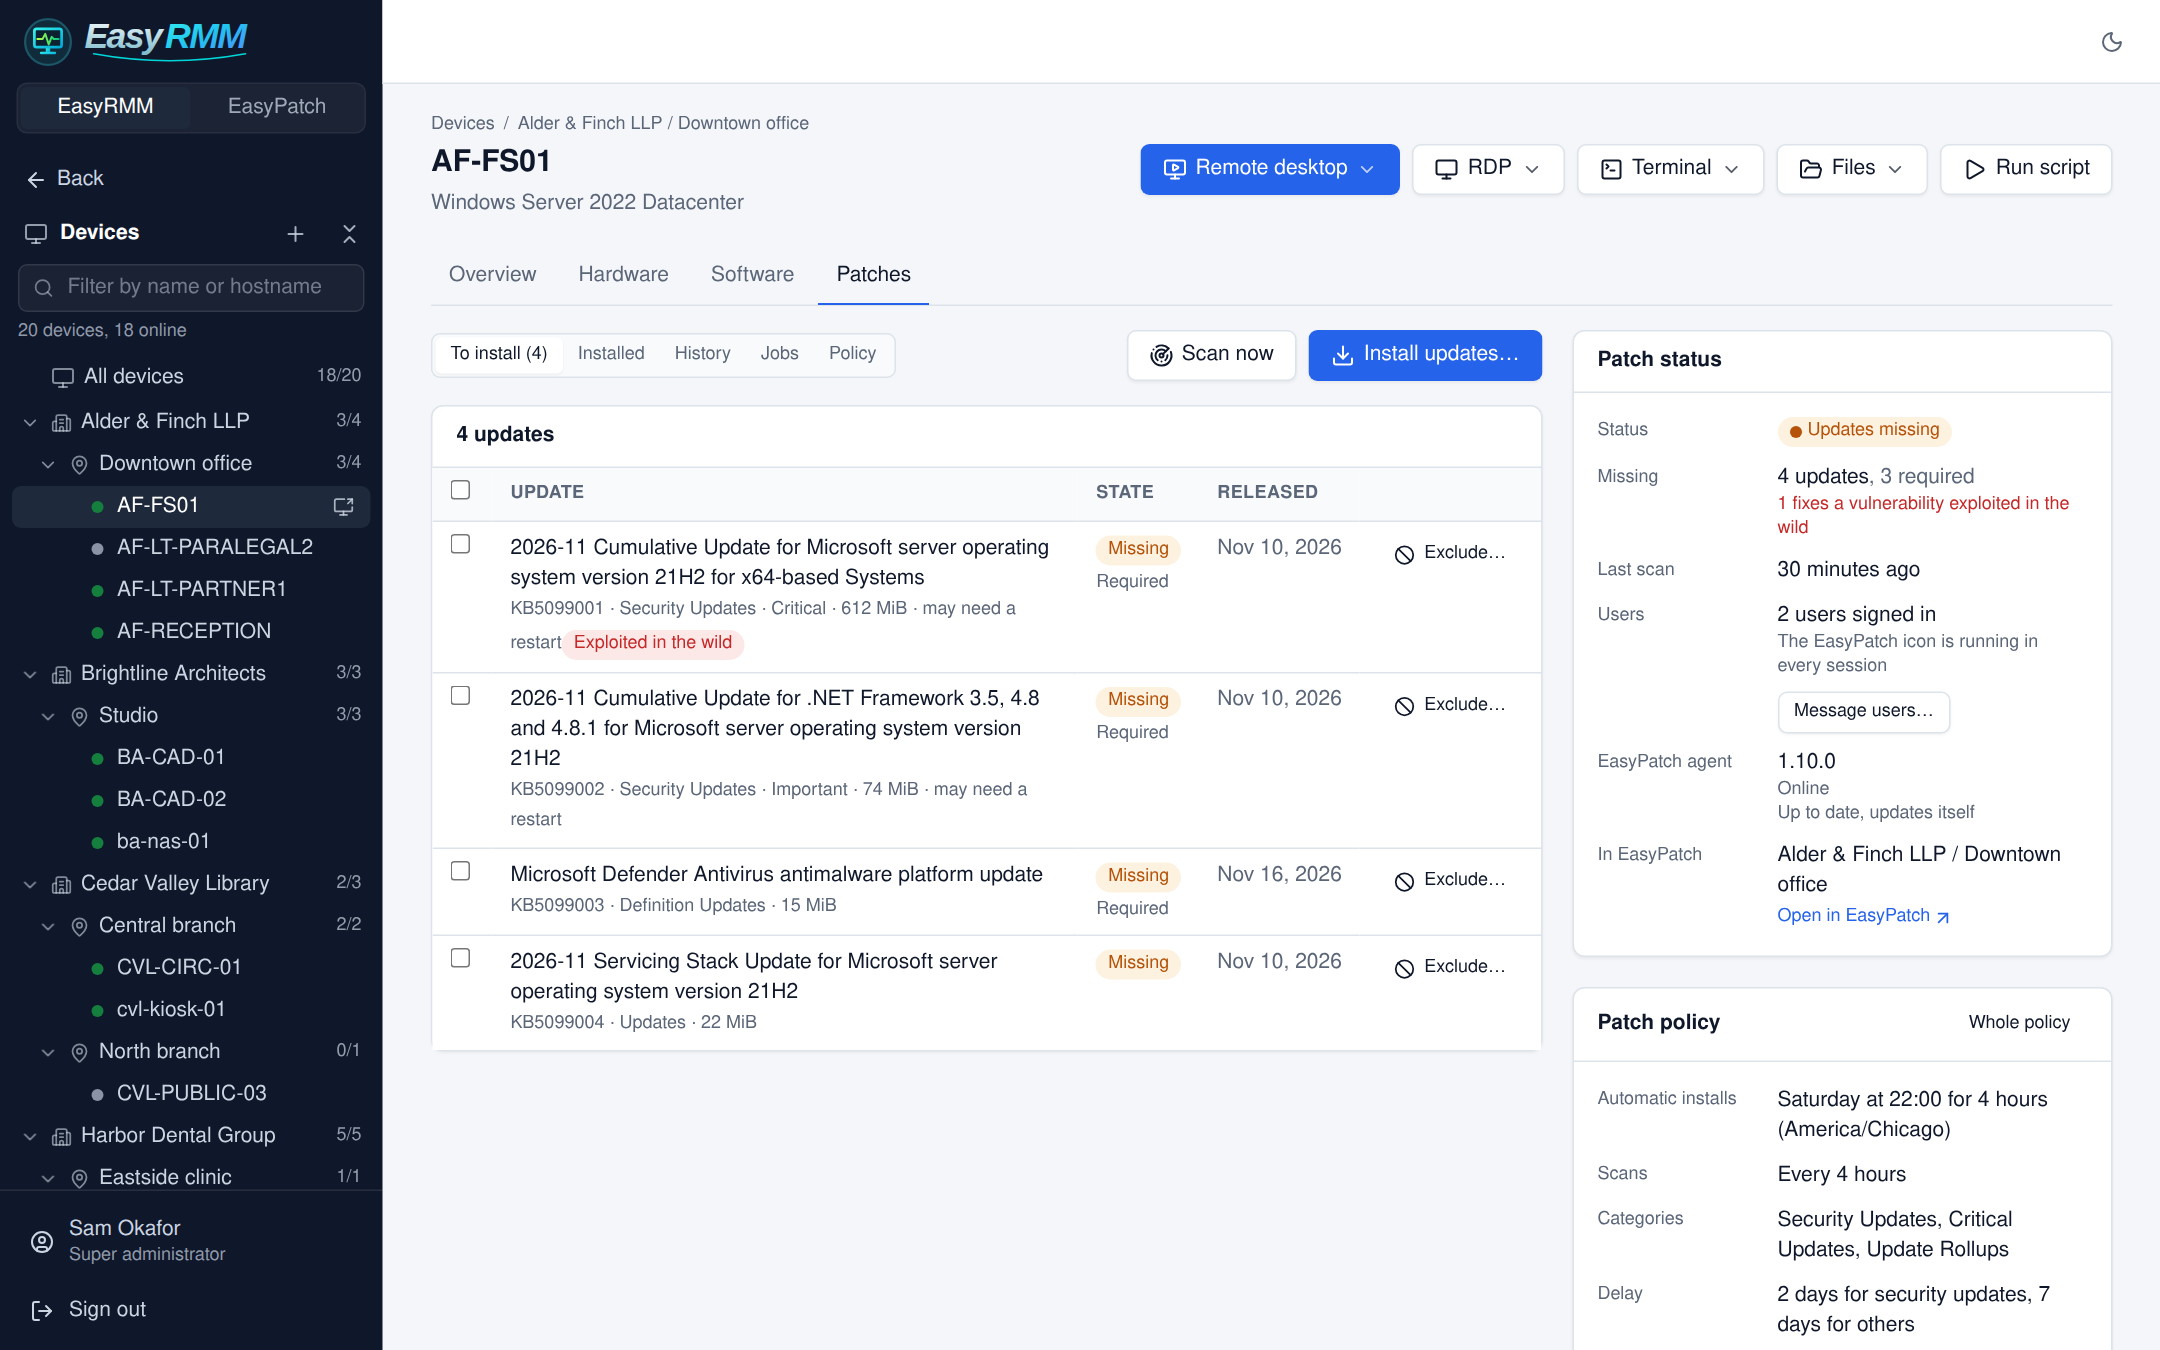 EasyRMM
EasyRMM
EasyPatch
Back
Devices
Filter by name or hostname
20 devices, 18 online
All devices 18/20
Alder & Finch LLP 3/4
Downtown office 3/4
AF-FS01
AF-LT-PARALEGAL2
AF-LT-PARTNER1
AF-RECEPTION
Brightline Architects 3/3
Studio 3/3
BA-CAD-01
BA-CAD-02
ba-nas-01
Cedar Valley Library 2/3
Central branch 2/2
CVL-CIRC-01
cvl-kiosk-01
North branch 0/1
CVL-PUBLIC-03
Harbor Dental Group 5/5
Eastside clinic 1/1
Sam Okafor
Super administrator
Sign out
Devices / Alder & Finch LLP / Downtown office
AF-FS01
Windows Server 2022 Datacenter
Remote desktop
RDP
Terminal
Files
Run script
Overview
Hardware
Software
Patches
To install (4)
Installed
History
Jobs
Policy
Scan now
Install updates...
4 updates
UPDATE STATE RELEASED
2026-11 Cumulative Update for Microsoft server operating
system version 21H2 for x64-based Systems
KB5099001 · Security Updates · Critical · 612 MiB · may need a
restart Exploited in the wild
Missing
Required
Nov 10, 2026
Exclude...
2026-11 Cumulative Update for .NET Framework 3.5, 4.8
and 4.8.1 for Microsoft server operating system version
21H2
KB5099002 · Security Updates · Important · 74 MiB · may need a
restart
Missing
Required
Nov 10, 2026
Exclude...
Microsoft Defender Antivirus antimalware platform update
KB5099003 · Definition Updates · 15 MiB
Missing
Required
Nov 16, 2026
Exclude...
2026-11 Servicing Stack Update for Microsoft server
operating system version 21H2
KB5099004 · Updates · 22 MiB
Missing
Nov 10, 2026
Exclude...
Patch status
Status Updates missing
Missing 4 updates, 3 required
1 fixes a vulnerability exploited in the
wild
Last scan 30 minutes ago
Users 2 users signed in
The EasyPatch icon is running in
every session
Message users...
EasyPatch agent 1.10.0
Online
Up to date, updates itself
In EasyPatch Alder & Finch LLP / Downtown
office
Open in EasyPatch
Patch policy
Whole policy
Automatic installs Saturday at 22:00 for 4 hours
(America/Chicago)
Scans Every 4 hours
Categories Security Updates, Critical
Updates, Update Rollups
Delay 2 days for security updates, 7
days for others